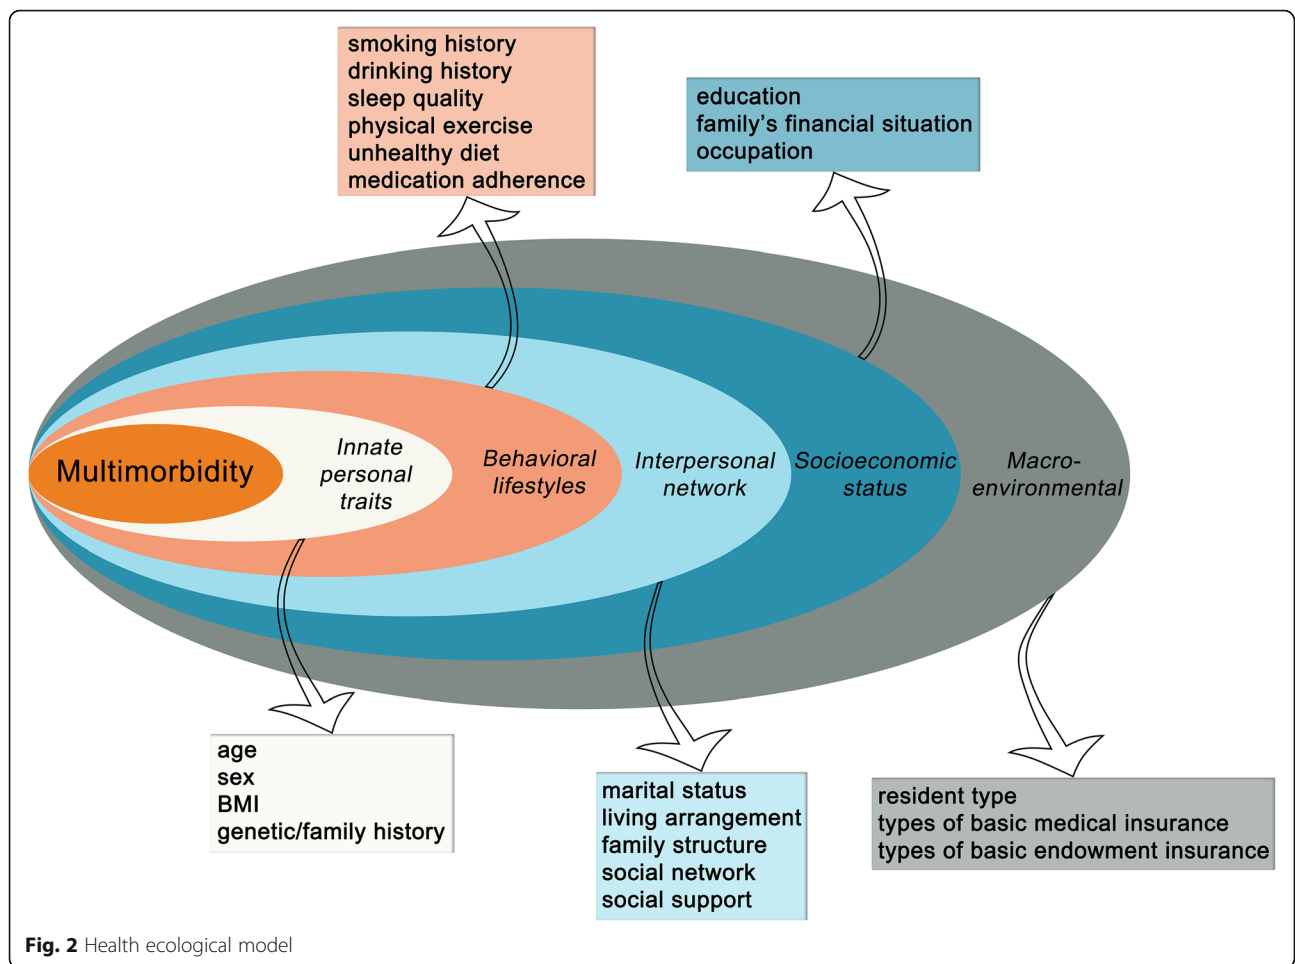 smoking history
drinking history
sleep quality
physical exercise
unhealthy diet
medication adherence
education
family's financial situation
occupation
Multimorbidity
Innate
personal
traits
Behavioral
lifestyles
Interpersonal
network
Socioeconomic
status
Macro-
environmental
age
sex
BMI
genetic/family history
marital status
living arrangement
family structure
social network
social support
resident type
types of basic medical insurance
types of basic endowment insurance
Fig. 2 Health ecological model